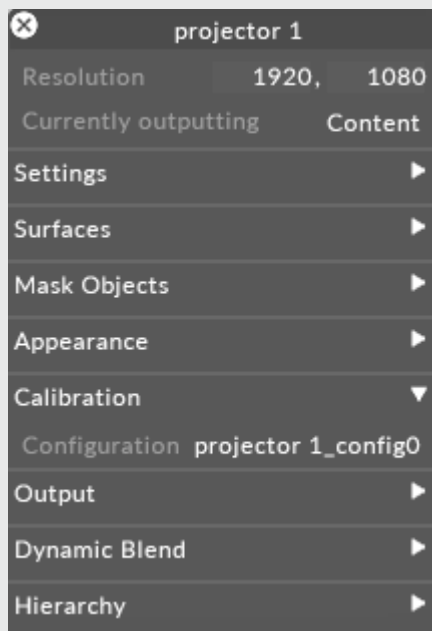 projector 1
Resolution 1920, 1080
Currently outputting Content
Settings
Surfaces
Mask Objects
Appearance
Calibration
Configuration projector 1_config0
Output
Dynamic Blend
Hierarchy